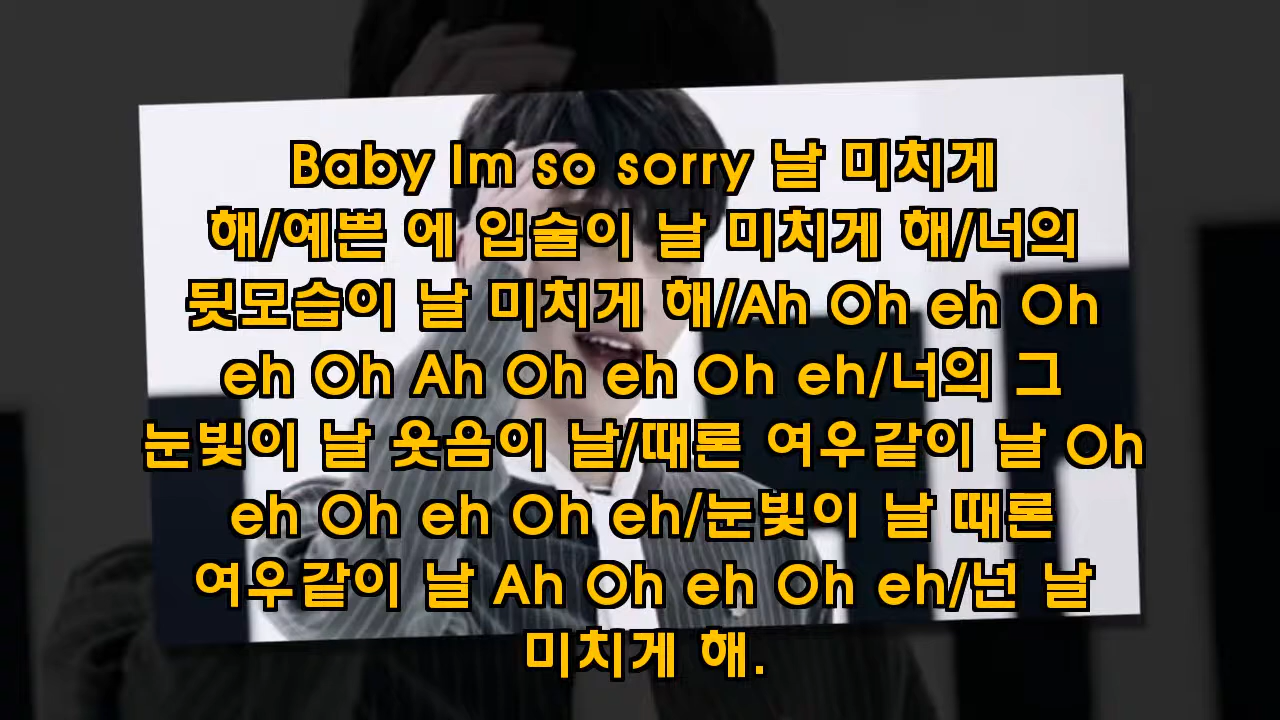 Baby Im so sorry 날 미치게
해/예쁜 에 입술이 날 미치게 해/너의
뒷모습이 날 미치게 해/Ah Oh eh Oh
eh Oh Ah Oh eh Oh eh/너의 그
눈빛이 날 웃음이 날/때론 여우같이 날 Oh
eh Oh eh Oh eh/눈빛이 날 때론
여우같이 날 Ah Oh eh Oh eh/넌 날
미치게 해.